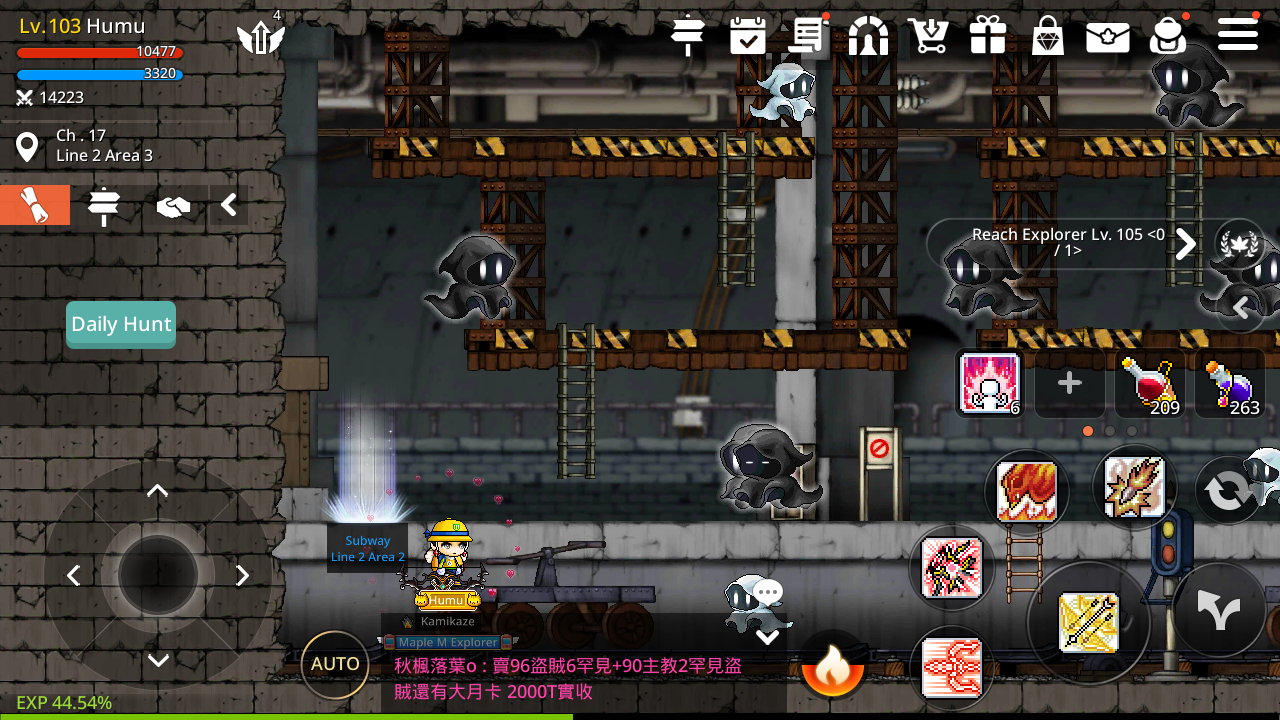 Lv.103 Humu
4
10477
3320
14223
Ch . 17
Line 2 Area 3
Reach Explorer Lv. 105 <0
/ 1>
Daily Hunt
6
209
263
Subway
Line 2 Area 2
Humu
Kamikaze
Maple M Explorer
AUTO
秋楓落葉o : 賣96盜賊6罕見+90主教2罕見盜
賊還有大月卡 2000T實收
EXP 44.54%